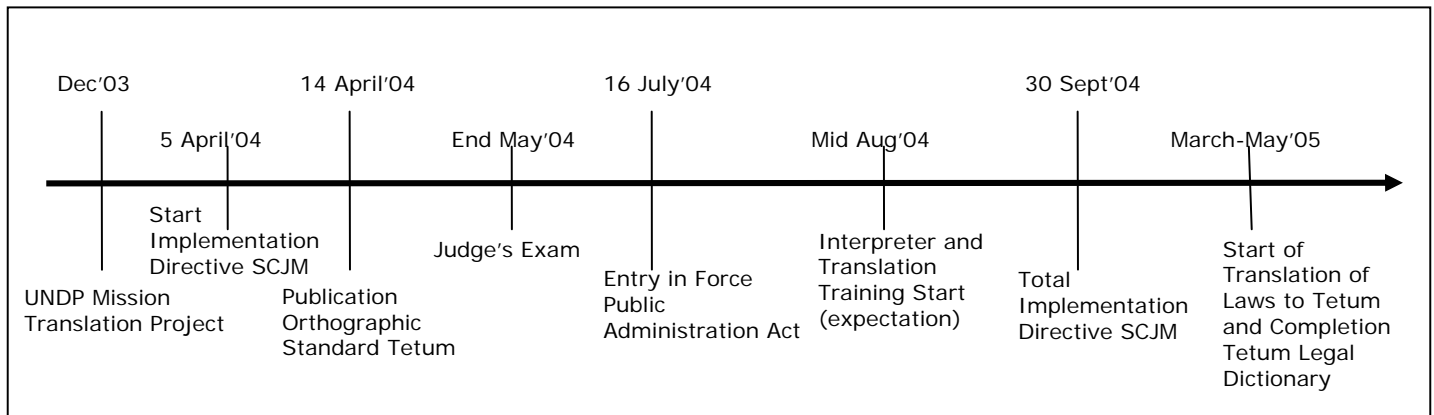 Dec'03
14 April'04
16 July'04
30 Sept'04
5 April'04
End May'04
Mid Aug'04
March-May'05
Start
Implementation
Directive SCJM
UNDP Mission
Translation Project
Publication
Orthographic
Standard Tetum
Judge's Exam
Entry in Force
Public
Administration Act
Interpreter and
Translation
Training Start
(expectation)
Total
Implementation
Directive SCJM
Start of
Translation of
Laws to Tetum
and Completion
Tetum Legal
Dictionary